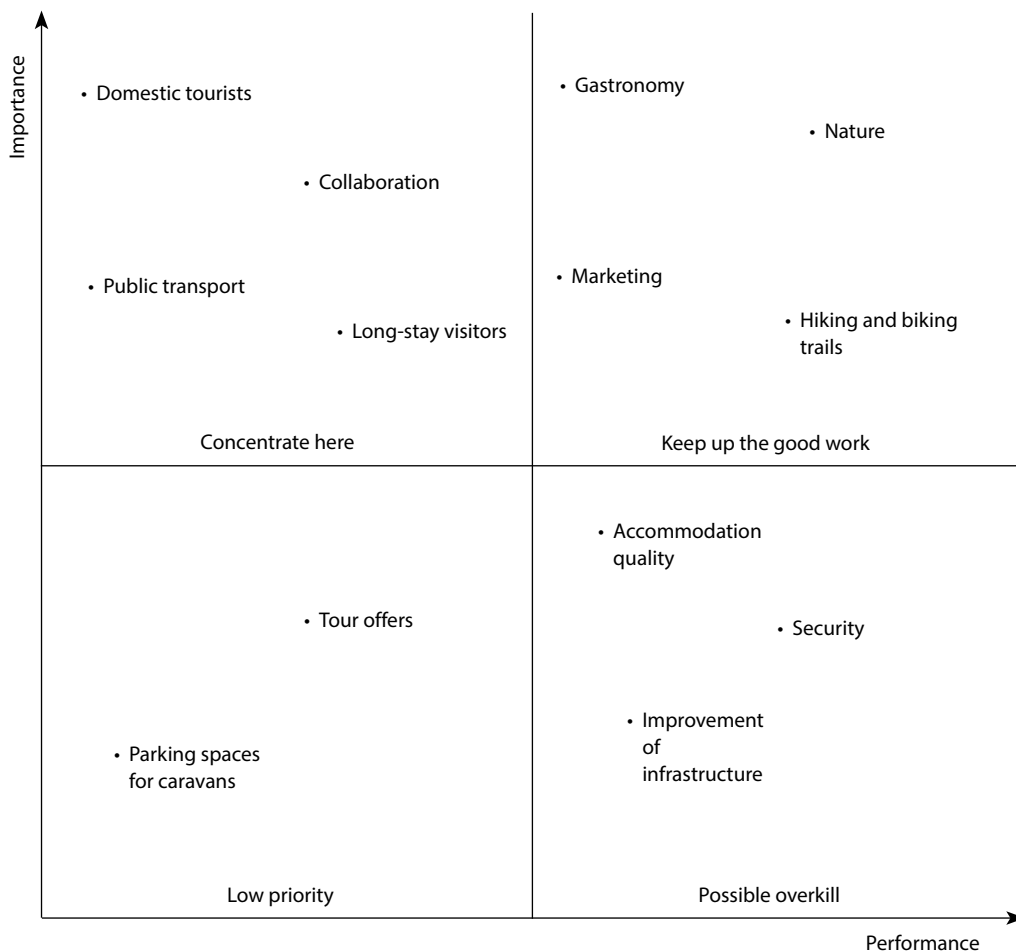 Importance
Domestic tourists
Collaboration
Public transport
Long-stay visitors
Concentrate here
Gastronomy
Nature
Marketing
Hiking and biking
trails
Keep up the good work
Tour offers
Parking spaces
for caravans
Low priority
Accommodation
quality
Security
Improvement
of
infrastructure
Possible overkill
Performance